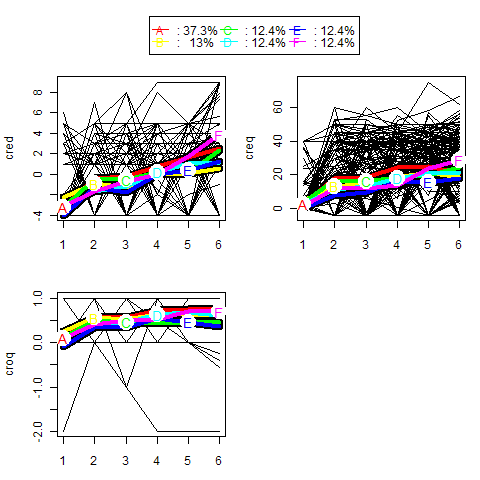 A : 37.3% C : 12.4% E : 12.4%
B : 13% D : 12.4% F : 12.4%
8
6
4
2
0
-4
cred
A B C D E F
1 2 3 4 5 6
60
40
20
0
creq
A B C D E F
1 2 3 4 5 6
1.0
0.0
-1.0
-2.0
croq
A B C D E F
1 2 3 4 5 6